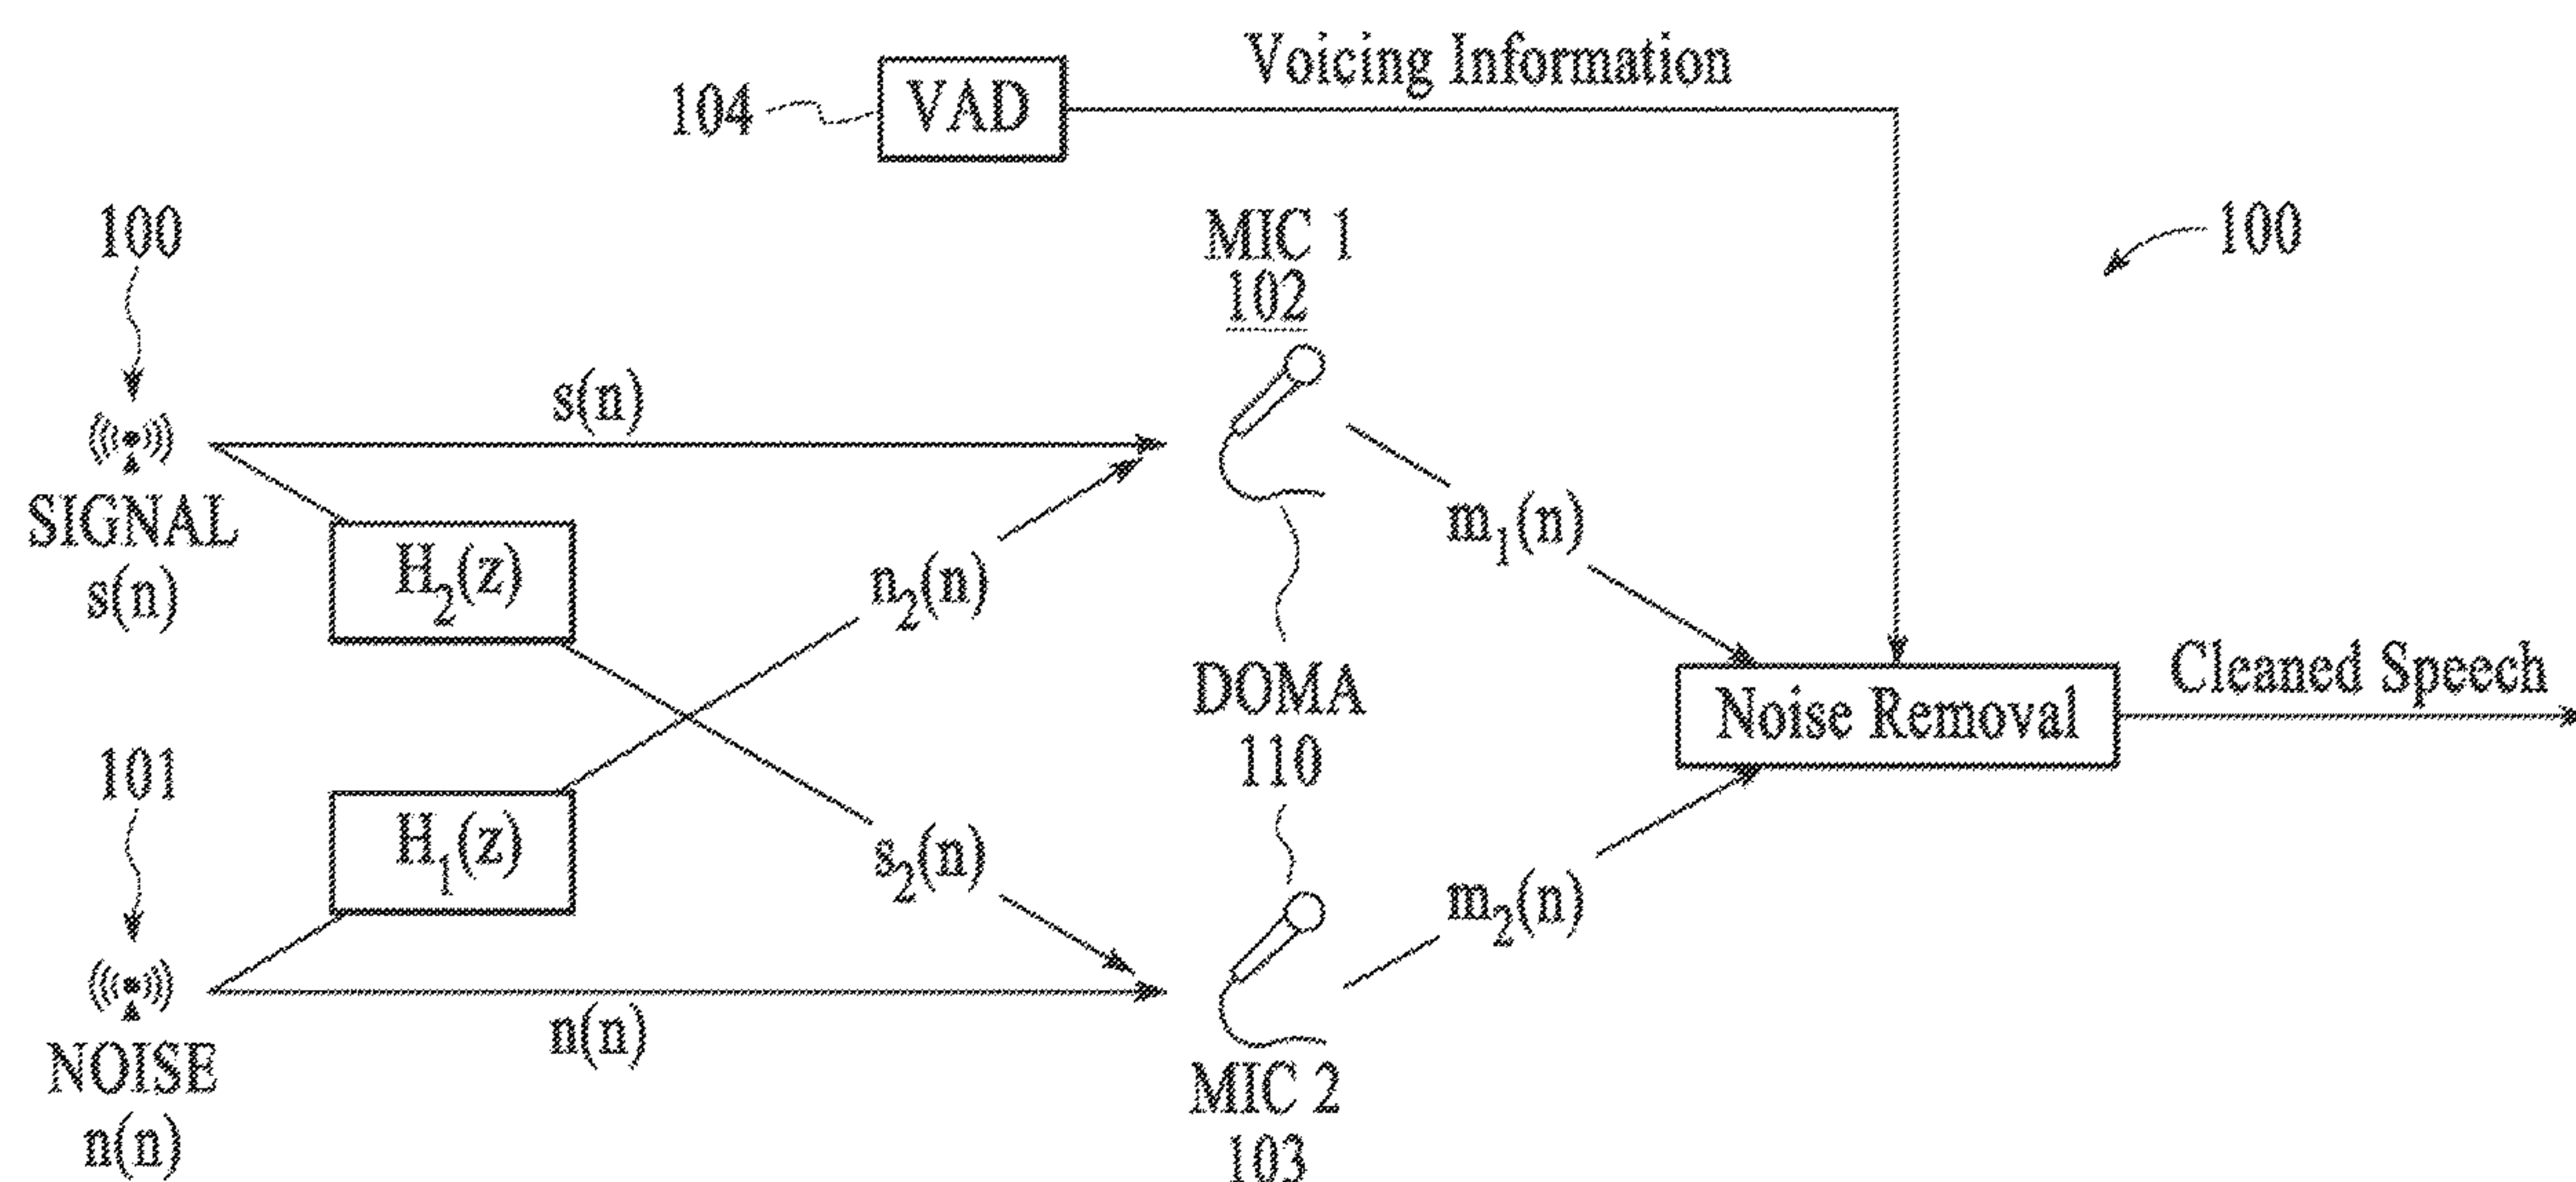 Voicing Information
104
VAD
100
MIC 1
102
100
s(n)
SIGNAL
s(n)
H₂(z)
n₂(n)
m₁(n)
DOMA
110
Noise Removal
Cleaned Speech
101
H₁(z)
s₂(n)
m₂(n)
NOISE
n(n)
n(n)
MIC 2
103